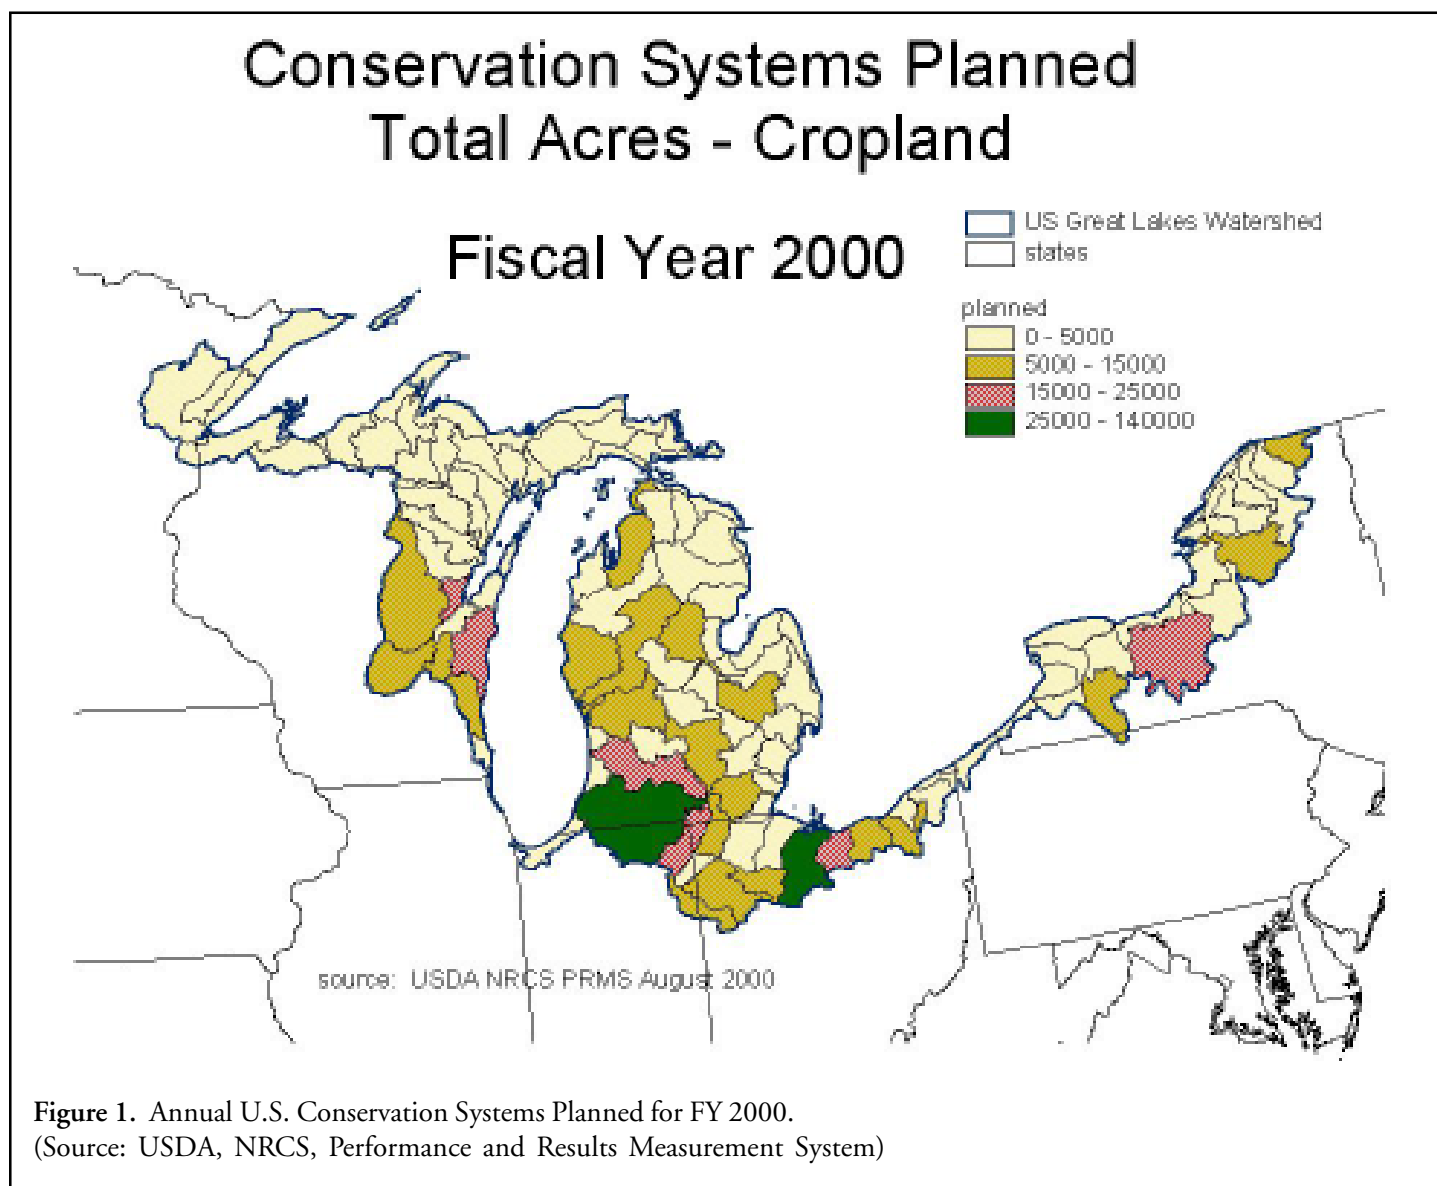 Conservation Systems Planned
Total Acres - Cropland
Fiscal Year 2000
US Great Lakes Watershed
states
planned
0 - 5000
5000 - 15000
15000 - 25000
25000 - 140000
source: USDA NRCS PRMS August 2000
Figure 1. Annual U.S. Conservation Systems Planned for FY 2000.
(Source: USDA, NRCS, Performance and Results Measurement System)